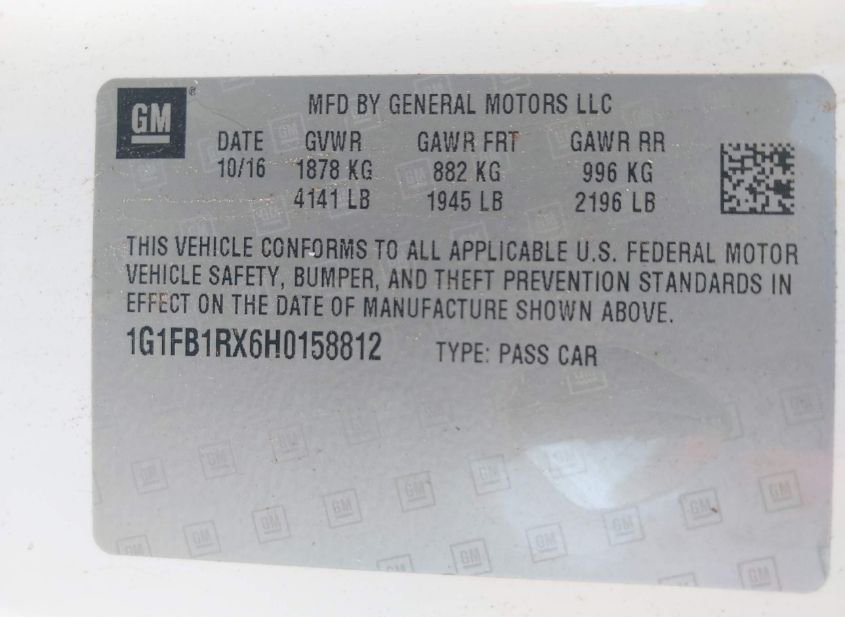 GM ®
MFD BY GENERAL MOTORS LLC
DATE GVWR GAWR FRT GAWR RR
10/16 1878 KG 882 KG 996 KG
4141 LB 1945 LB 2196 LB
THIS VEHICLE CONFORMS TO ALL APPLICABLE U.S. FEDERAL MOTOR
VEHICLE SAFETY, BUMPER, AND THEFT PREVENTION STANDARDS IN
EFFECT ON THE DATE OF MANUFACTURE SHOWN ABOVE.
1G1FB1RX6H0158812 TYPE: PASS CAR